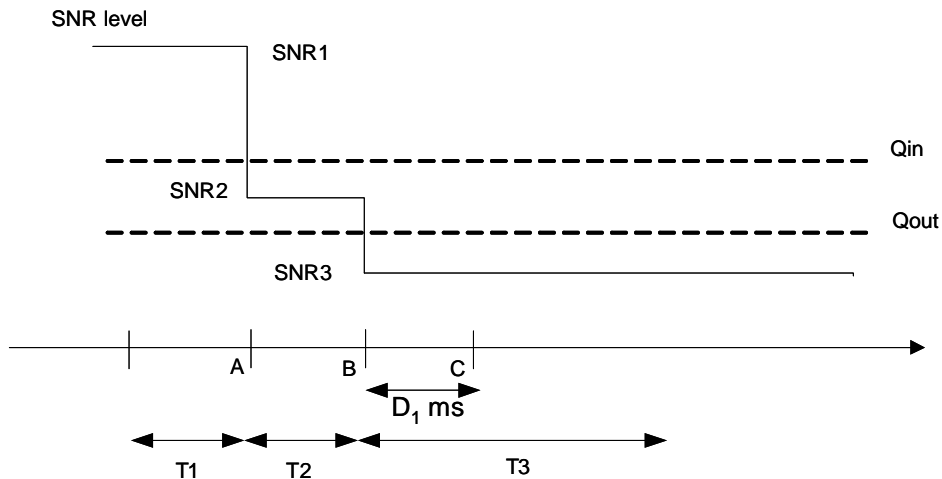 SNR level
SNR1
Qin
SNR2
Qout
SNR3
A
B
C
D₁ ms
T1
T2
T3